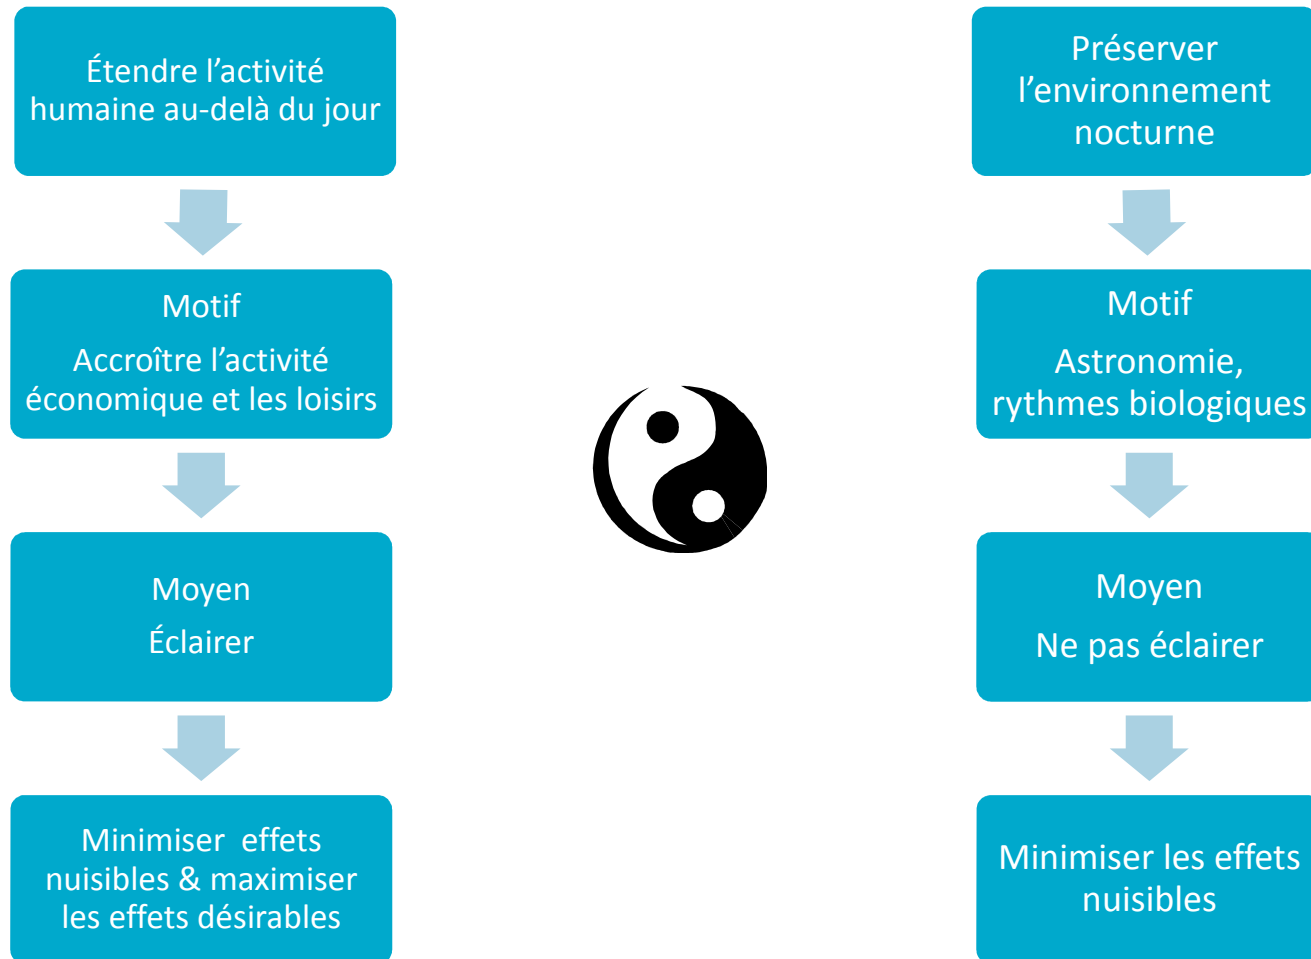 Étendre l’activité
humaine au-delà du jour
Motif
Accroître l’activité
économique et les loisirs
Moyen
Éclairer
Minimiser effets
nuisibles & maximiser
les effets désirables
Préserver
l’environnement
nocturne
Motif
Astronomie,
rythmes biologiques
Moyen
Ne pas éclairer
Minimiser les effets
nuisibles